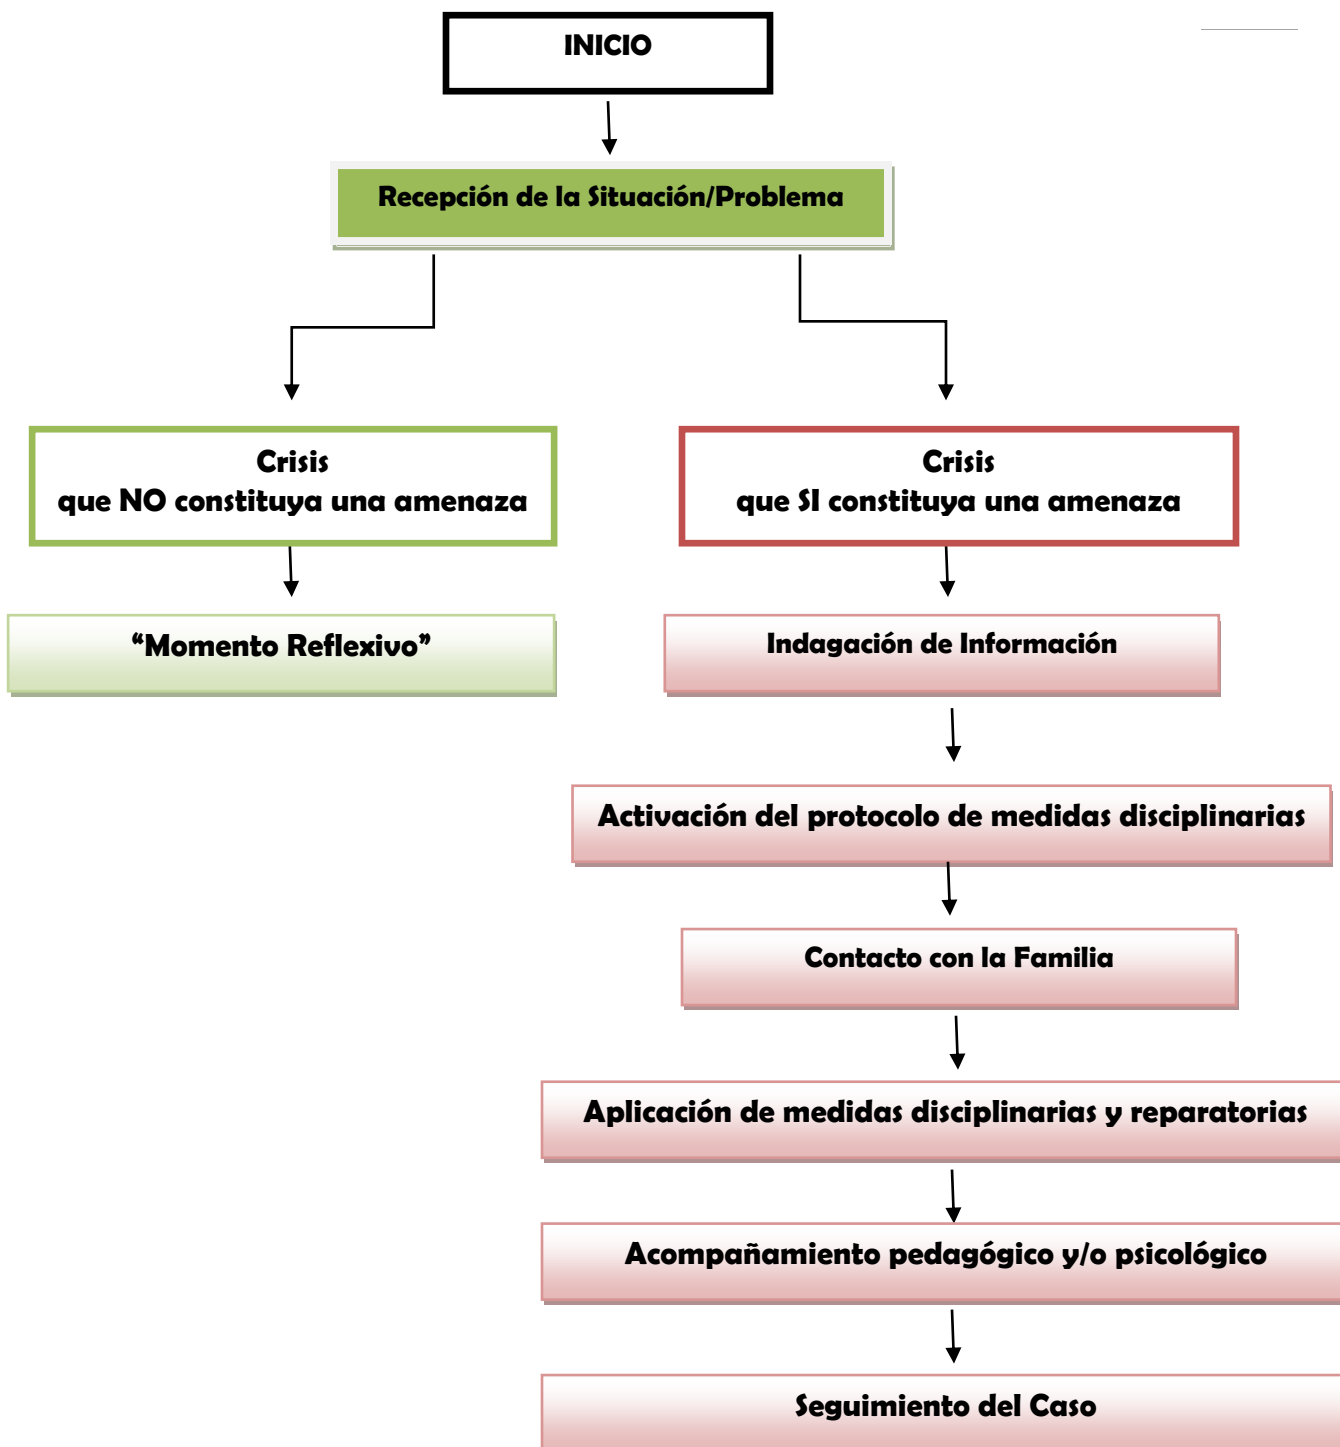 INICIO
Recepción de la Situación/Problema
Crisis
que NO constituya una amenaza
Crisis
que SI constituya una amenaza
“Momento Reflexivo”
Indagación de Información
Activación del protocolo de medidas disciplinarias
Contacto con la Familia
Aplicación de medidas disciplinarias y reparatorias
Acompañamiento pedagógico y/o psicológico
Seguimiento del Caso